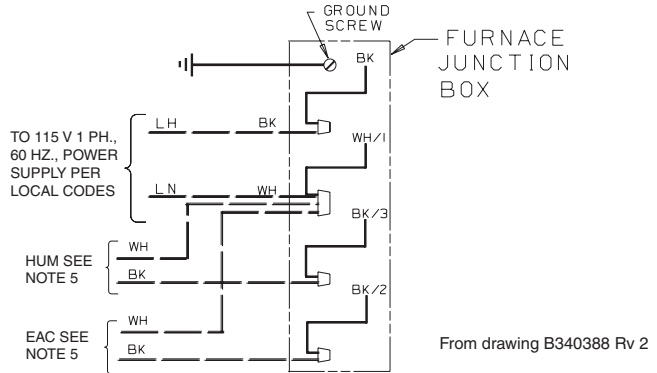 GROUND
SCREW
FURNACE
JUNCTION
BOX
BK
LH
BK
TO 115 V 1 PH.,
60 HZ., POWER
SUPPLY PER
LOCAL CODES
WH/1
LN
WH
BK/3
WH
HUM SEE
NOTE 5
BK
BK/2
WH
EAC SEE
NOTE 5
BK
From drawing B340388 Rv 2